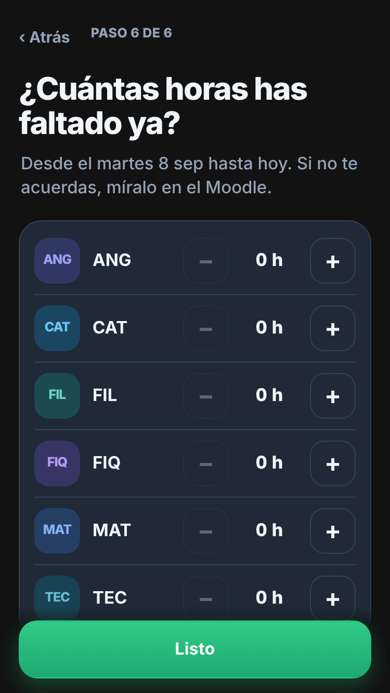 ‹ Atrás PASO 6 DE 6
¿Cuántas horas has
faltado ya?
Desde el martes 8 sep hasta hoy. Si no te
acuerdas, míralo en el Moodle.
ANG ANG − 0 h +
CAT CAT − 0 h +
FIL FIL − 0 h +
FIQ FIQ − 0 h +
MAT MAT − 0 h +
TEC TEC − 0 h +
Listo